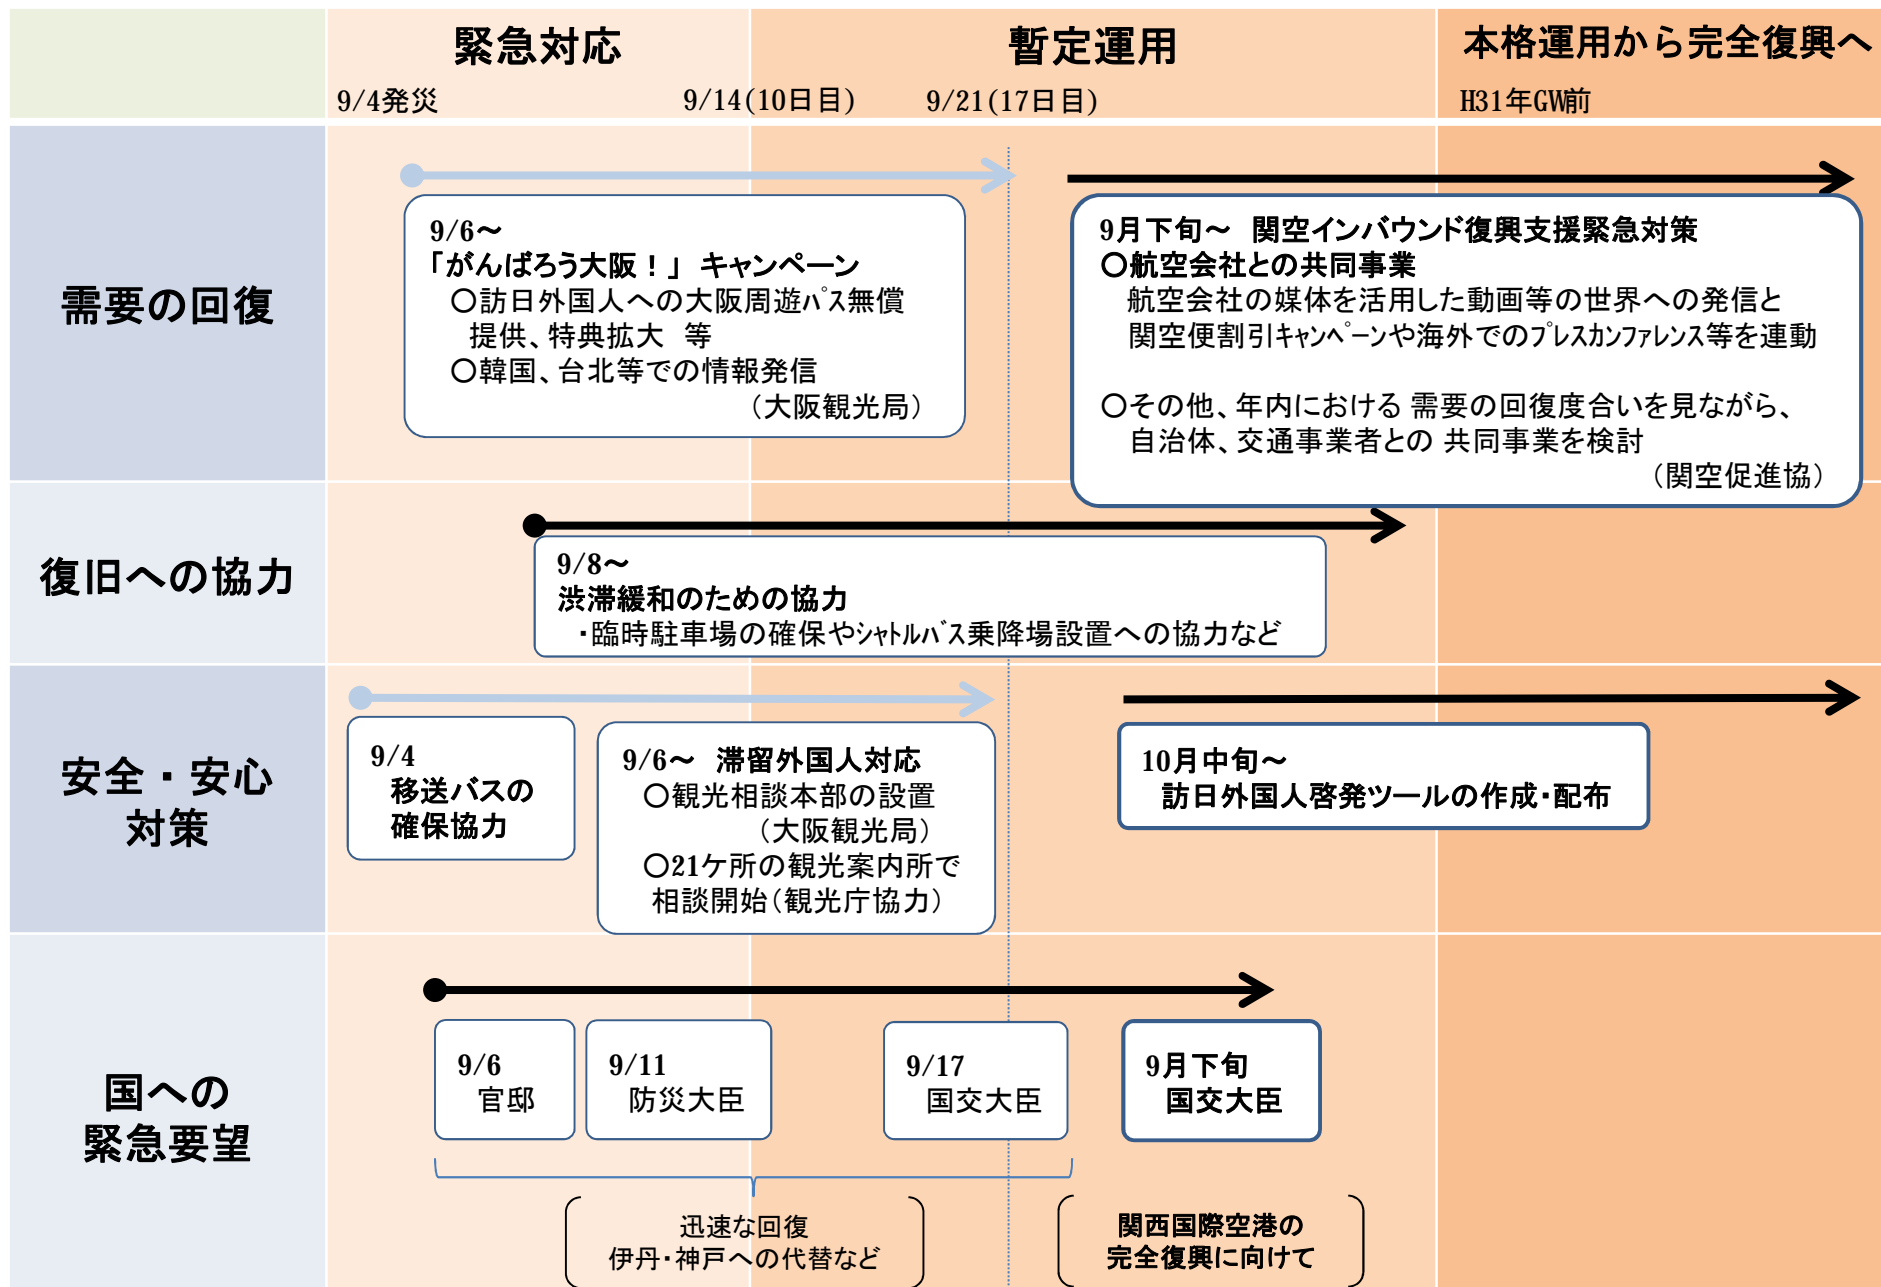 緊急対応
暫定運用
本格運用から完全復興へ
9/4発災
9/14(10日目)
9/21(17日目)
H31年GW前
需要の回復
9/6～
「がんばろう大阪！」 キャンペーン
○訪日外国人への大阪周遊ﾊﾟｽ無償
提供、特典拡大 等
○韓国、台北等での情報発信
（大阪観光局）
9月下旬～ 関空インバウンド復興支援緊急対策
○航空会社との共同事業
航空会社の媒体を活用した動画等の世界への発信と
関空便割引ｷｬﾝﾍﾟｰﾝや海外でのﾌﾟﾚｽｶﾝﾌｧﾚﾝｽ等を連動
○その他、年内における 需要の回復度合いを見ながら、
自治体、交通事業者との 共同事業を検討
（関空促進協）
復旧への協力
9/8～
渋滞緩和のための協力
・臨時駐車場の確保やｼｬﾄﾙﾊﾞｽ乗降場設置への協力など
安全・安心
対策
9/4
移送バスの
確保協力
9/6～ 滞留外国人対応
○観光相談本部の設置
（大阪観光局）
○21ケ所の観光案内所で
相談開始（観光庁協力）
10月中旬～
訪日外国人啓発ツールの作成・配布
国への
緊急要望
9/6
官邸
9/11
防災大臣
9/17
国交大臣
9月下旬
国交大臣
迅速な回復
伊丹・神戸への代替など
関西国際空港の
完全復興に向けて